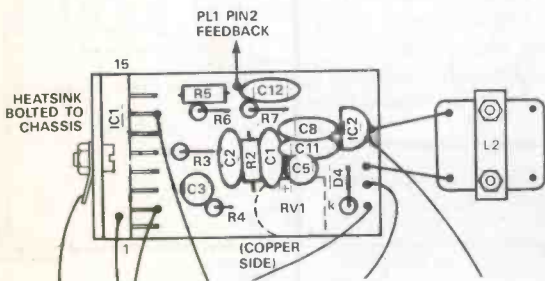 PL1 PIN2
FEEDBACK
15
HEATSINK
BOLTED TO
CHASSIS
IC1
R5
C12
R6
R7
C8
IC2
C11
R3
C2
R2
C1
C5
L2
C3
+
D4
R4
RV1
k
1
(COPPER
SIDE)